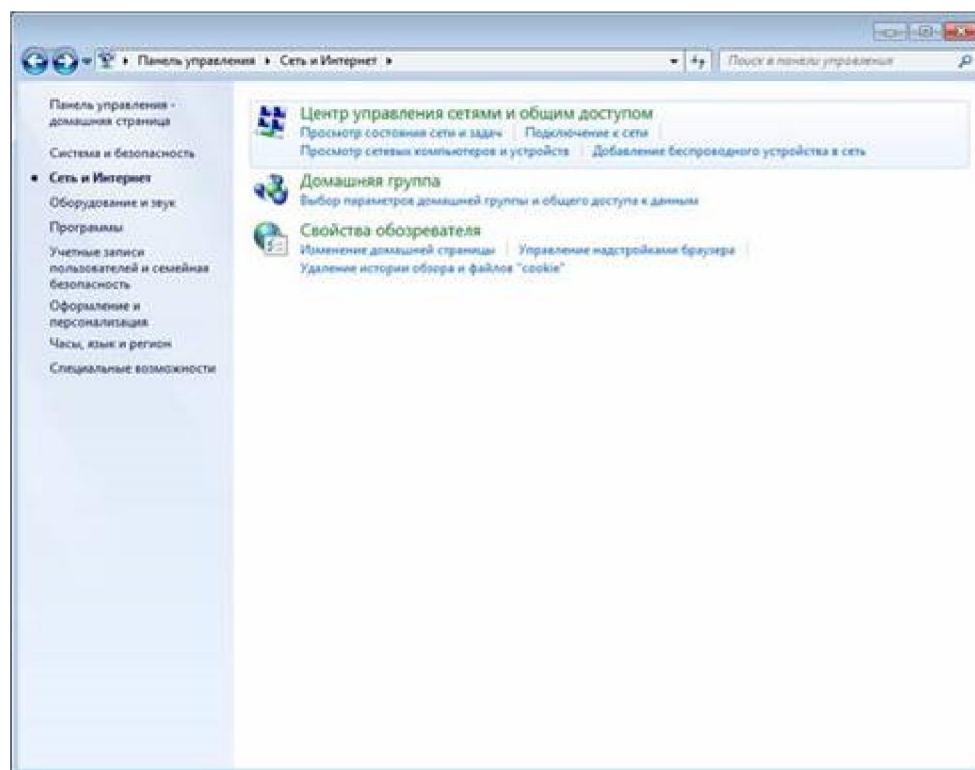 Панель управления ▸ Сеть и Интернет ▸
Поиск в панели управления
Панель управления -
домашняя страница
Система и безопасность
Сеть и Интернет
Оборудование и звук
Программы
Учетные записи
пользователей и семейная
безопасность
Оформление и
персонализация
Часы, язык и регион
Специальные возможности
Центр управления сетями и общим доступом
Просмотр состояния сети и задач | Подключение к сети
Просмотр сетевых компьютеров и устройств | Добавление беспроводного устройства в сеть
Домашняя группа
Выбор параметров домашней группы и общего доступа к данным
Свойства обозревателя
Изменение домашней страницы | Управление надстройками браузера
Удаление истории обзора и файлов "cookie"